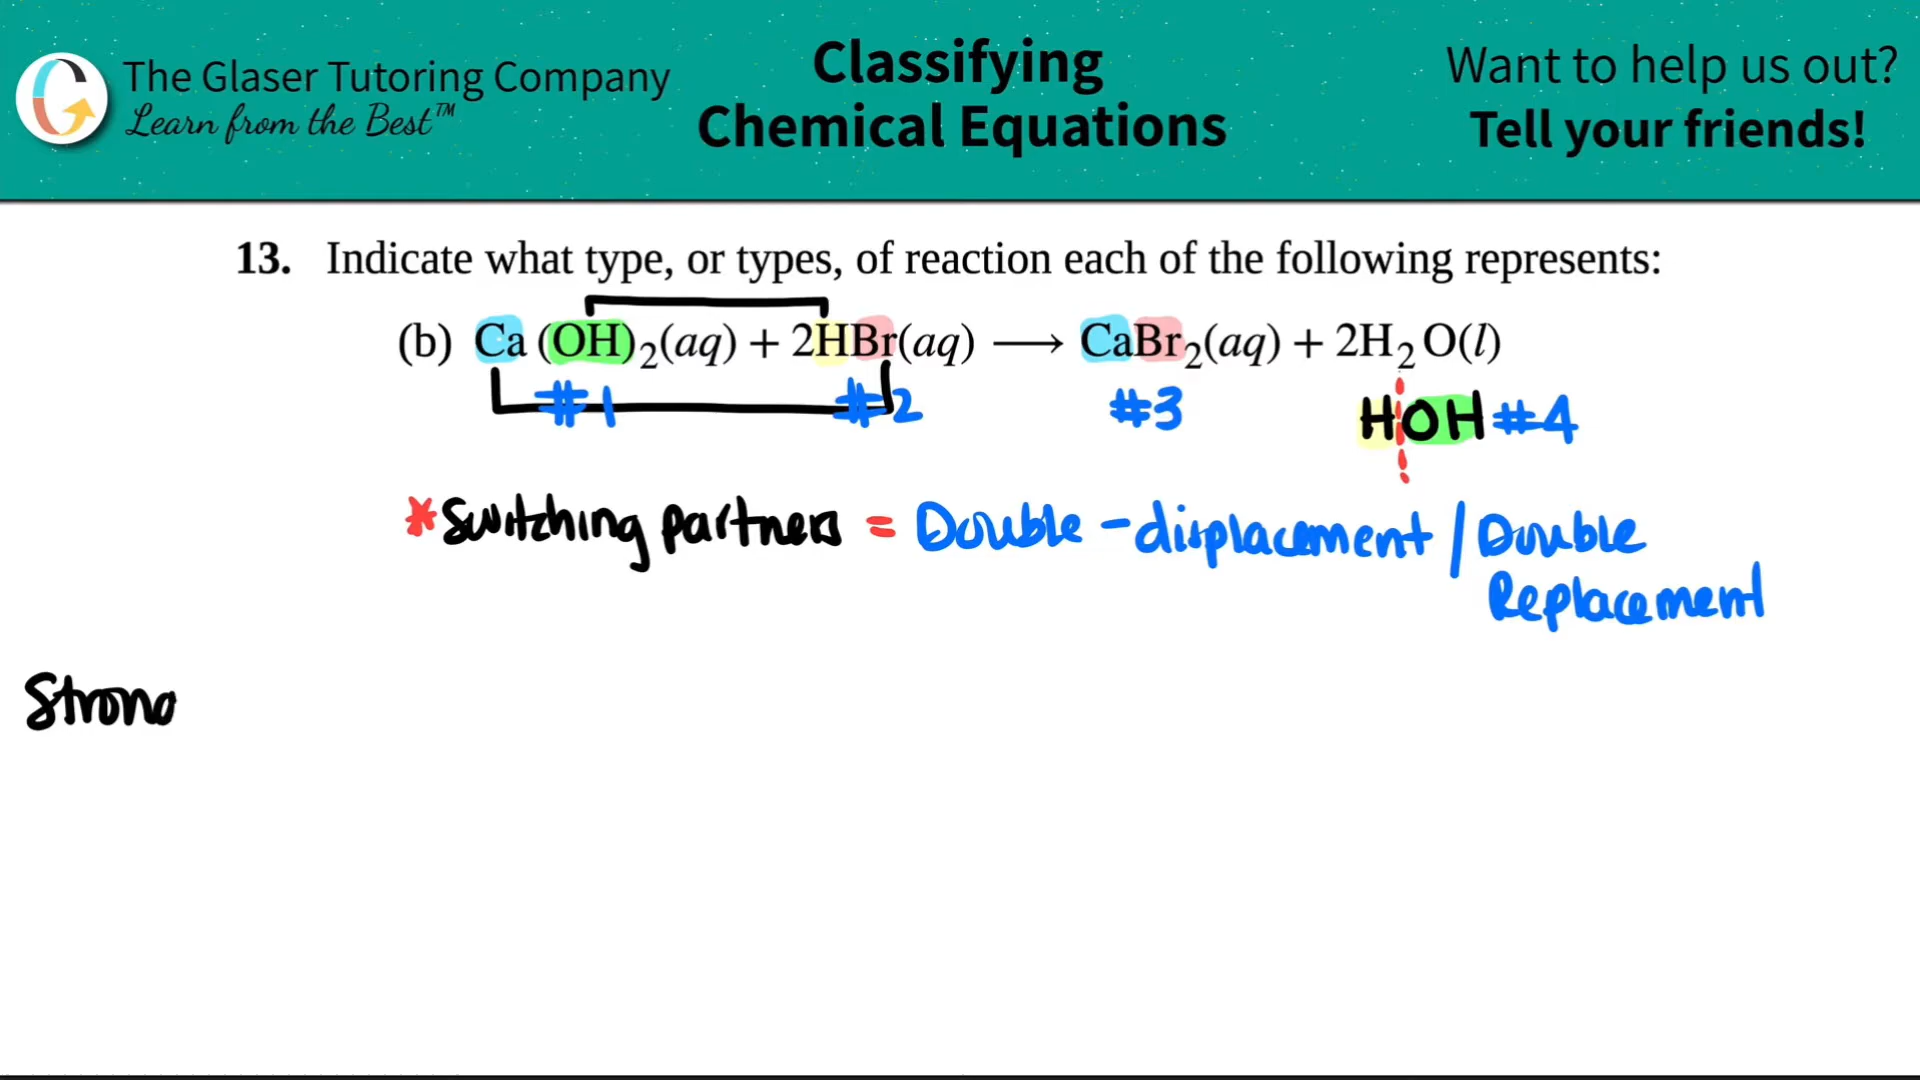 The Glaser Tutoring Company
Learn from the Best™
Classifying
Chemical Equations
Want to help us out?
Tell your friends!
13. Indicate what type, or types, of reaction each of the following represents:
(b) Ca(OH)₂(aq) + 2HBr(aq) ⟶ CaBr₂(aq) + 2H₂O(l)
#1 #2 #3 HOH #4
*Switching partners = Double-displacement / Double
Replacement
Strong